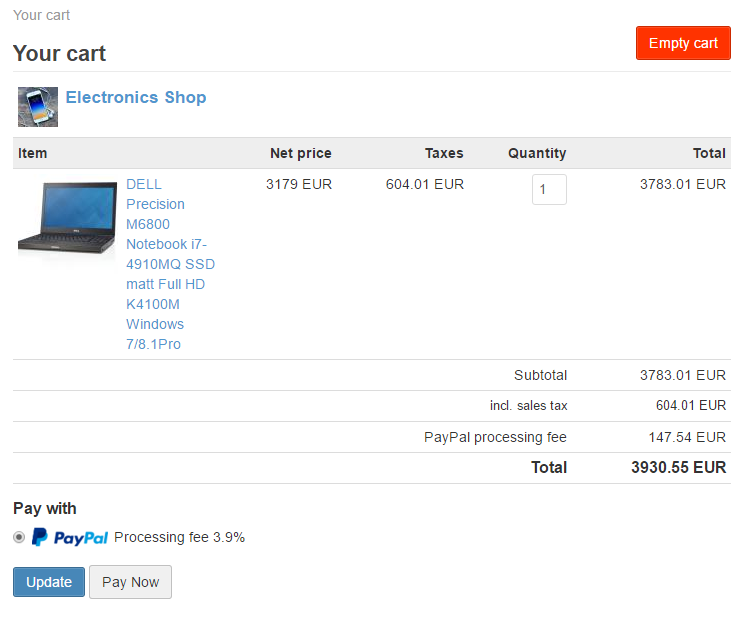 Your cart
Your cart
Empty cart
Electronics Shop
Item Net price Taxes Quantity Total
DELL 3179 EUR 604.01 EUR 1 3783.01 EUR
Precision
M6800
Notebook i7-
4910MQ SSD
matt Full HD
K4100M
Windows
7/8.1Pro
Subtotal 3783.01 EUR
incl. sales tax 604.01 EUR
PayPal processing fee 147.54 EUR
Total 3930.55 EUR
Pay with
PayPal Processing fee 3.9%
Update Pay Now